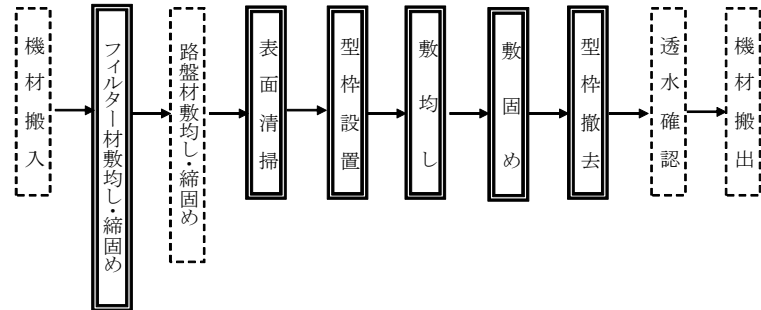 機材搬入
フィルター材敷均し・締固め
路盤材敷均し・締固め
表面清掃
型枠設置
敷均し
敷固め
型枠撤去
透水確認
機材搬出